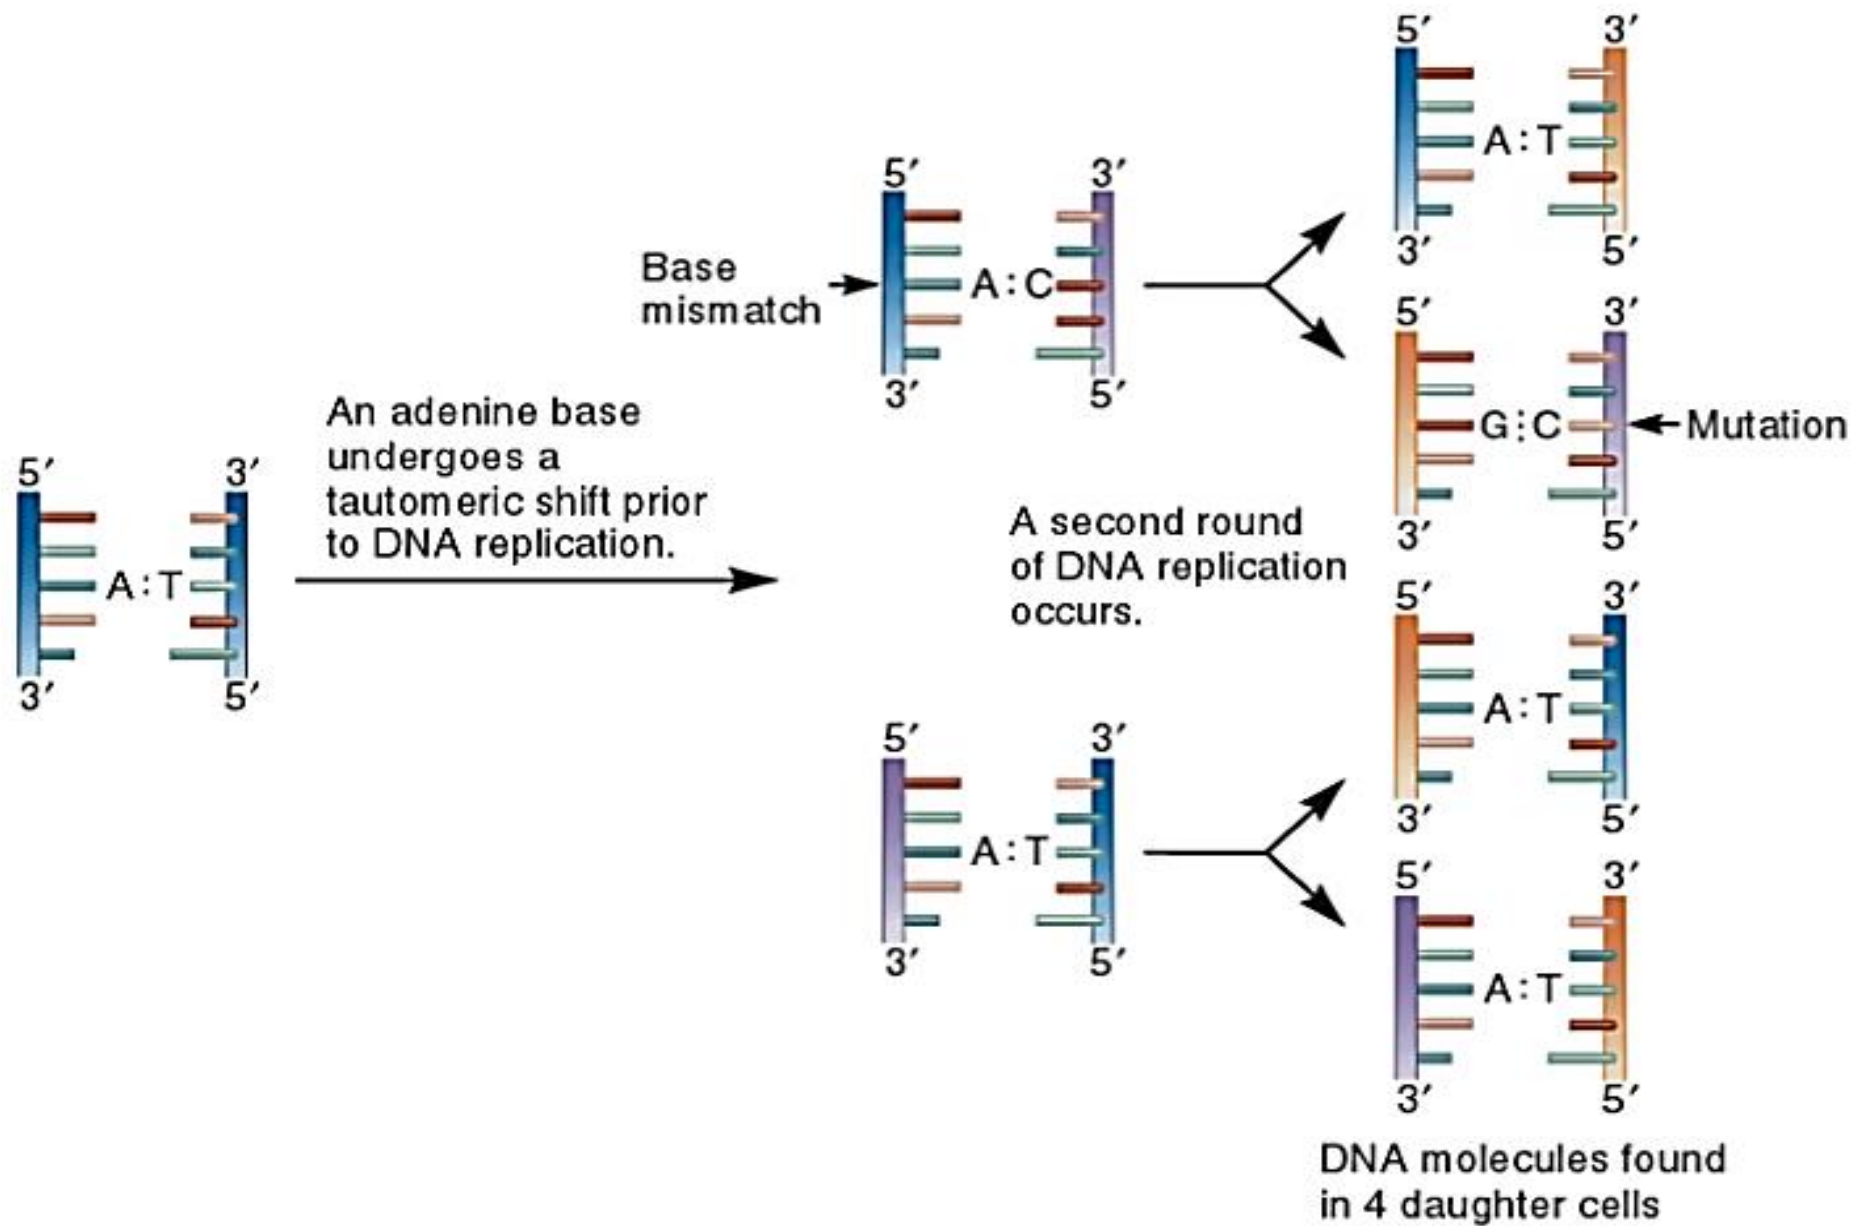 5′ 3′
A:T
3′ 5′
An adenine base
undergoes a
tautomeric shift prior
to DNA replication.
Base
mismatch
5′ 3′
A:C
3′ 5′
5′ 3′
A:T
3′ 5′
A second round
of DNA replication
occurs.
5′ 3′
A:T
3′ 5′
5′ 3′
G⋮C
Mutation
3′ 5′
5′ 3′
A:T
3′ 5′
5′ 3′
A:T
3′ 5′
DNA molecules found
in 4 daughter cells